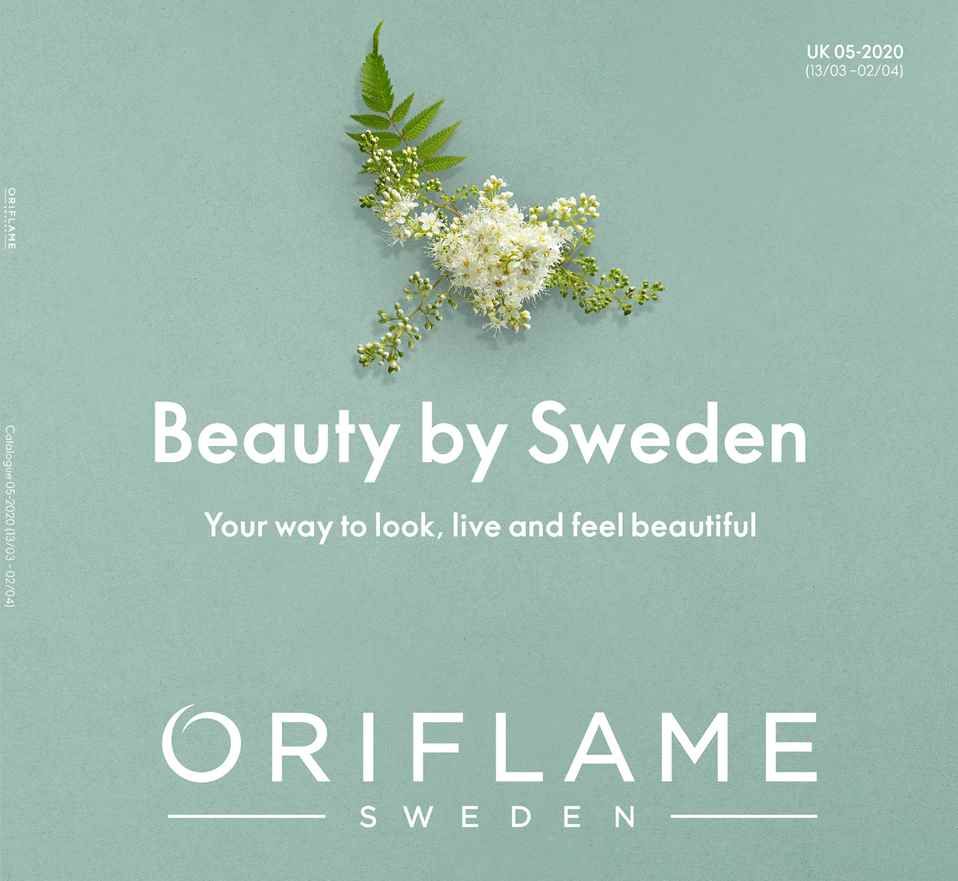 UK 05-2020
(13/03 – 02/04)
ORIFLAME
Catalogue 05-2020 (13/03 - 02/04)
Beauty by Sweden
Your way to look, live and feel beautiful
ORIFLAME
SWEDEN